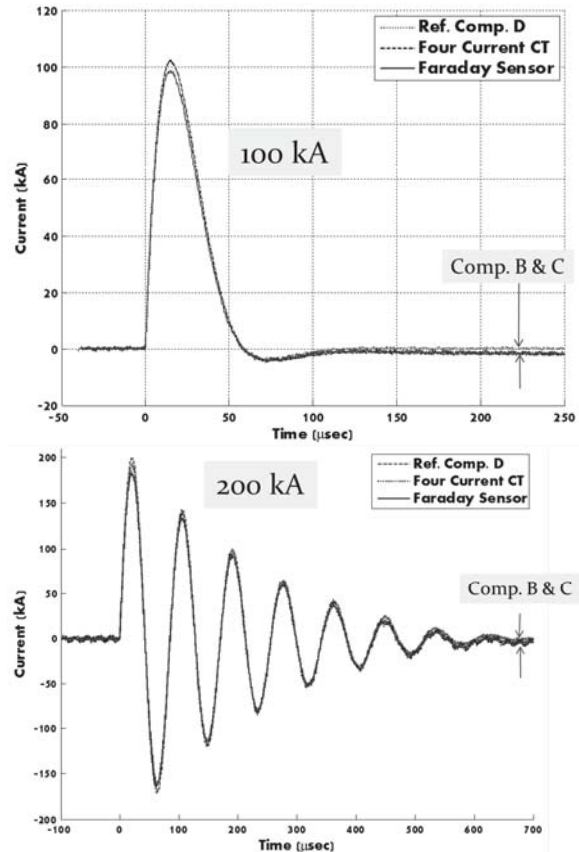 Ref. Comp. D
Four Current CT
Faraday Sensor
100 kA
Comp. B & C
Current (kA)
120
100
80
60
40
20
0
-20
-50
0
50
100
150
200
250
Time (µsec)
Ref. Comp. D
Four Current CT
Faraday Sensor
200 kA
Comp. B & C
Current (kA)
200
150
100
50
0
-50
-100
-150
-200
-100
0
100
200
300
400
500
600
700
Time (µsec)